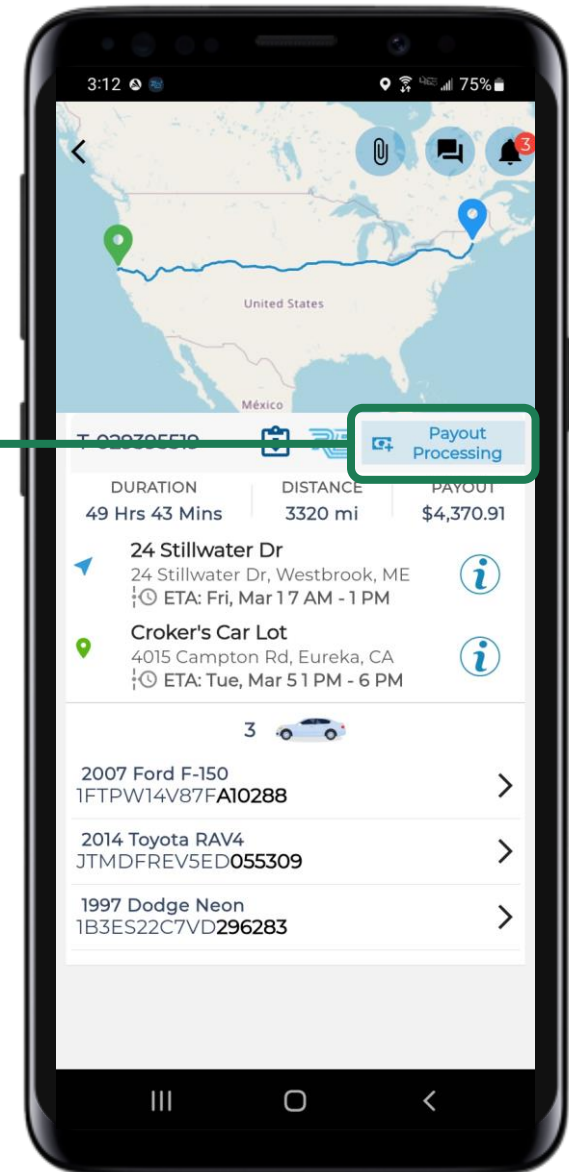 3:12 75%
3
United States
México
T-029395519
Payout
Processing
DURATION DISTANCE PAYOUT
49 Hrs 43 Mins 3320 mi $4,370.91
24 Stillwater Dr
24 Stillwater Dr, Westbrook, ME
ETA: Fri, Mar 1 7 AM - 1 PM
Croker's Car Lot
4015 Campton Rd, Eureka, CA
ETA: Tue, Mar 5 1 PM - 6 PM
3
2007 Ford F-150
1FTPW14V87FA10288
2014 Toyota RAV4
JTMDFREV5ED055309
1997 Dodge Neon
1B3ES22C7VD296283